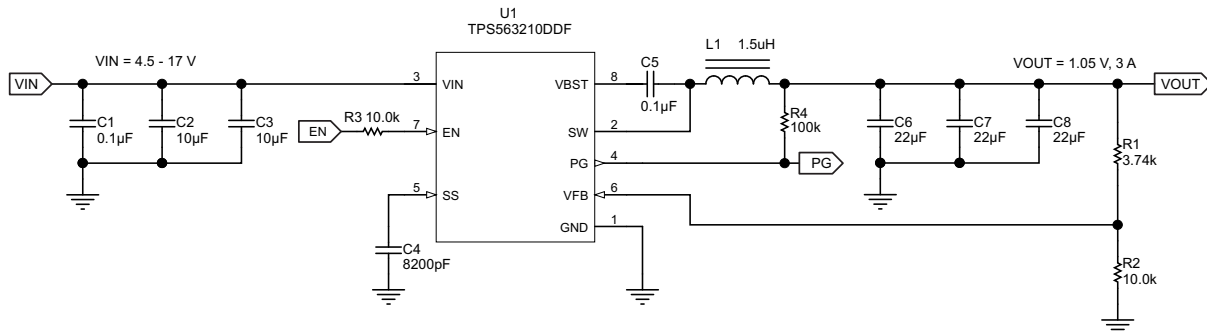 U1
TPS563210DDF
VIN = 4.5 - 17 V
VIN
C1
0.1µF
C2
10µF
C3
10µF
EN
R3 10.0k
3
7
5
VIN
EN
SS
C4
8200pF
VBST
SW
PG
VFB
GND
8
2
4
6
1
C5
0.1µF
L1 1.5uH
R4
100k
PG
C6
22µF
C7
22µF
C8
22µF
VOUT = 1.05 V, 3 A
VOUT
R1
3.74k
R2
10.0k